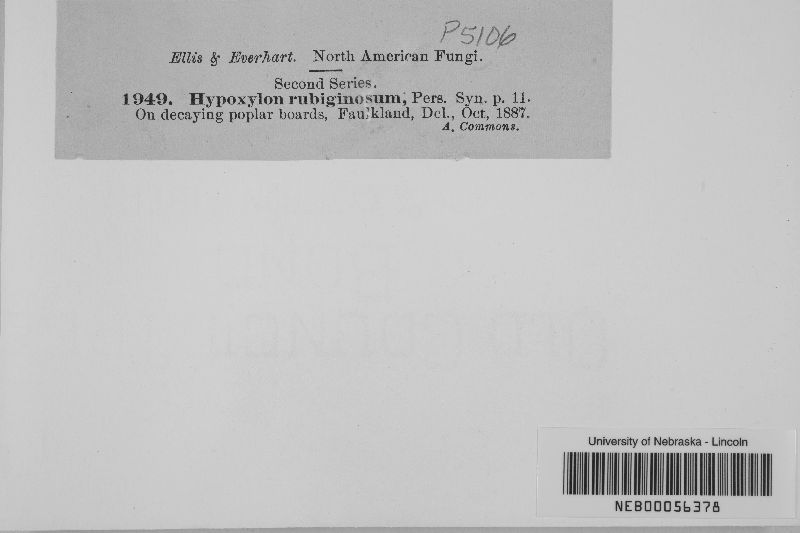 P5106
Ellis & Everhart. North American Fungi.
Second Series.
1949. Hypoxylon rubiginosum, Pers. Syn. p. 11.
On decaying poplar boards, Faulkland, Del., Oct, 1887.
A. Commons.
University of Nebraska - Lincoln
NEB00056378